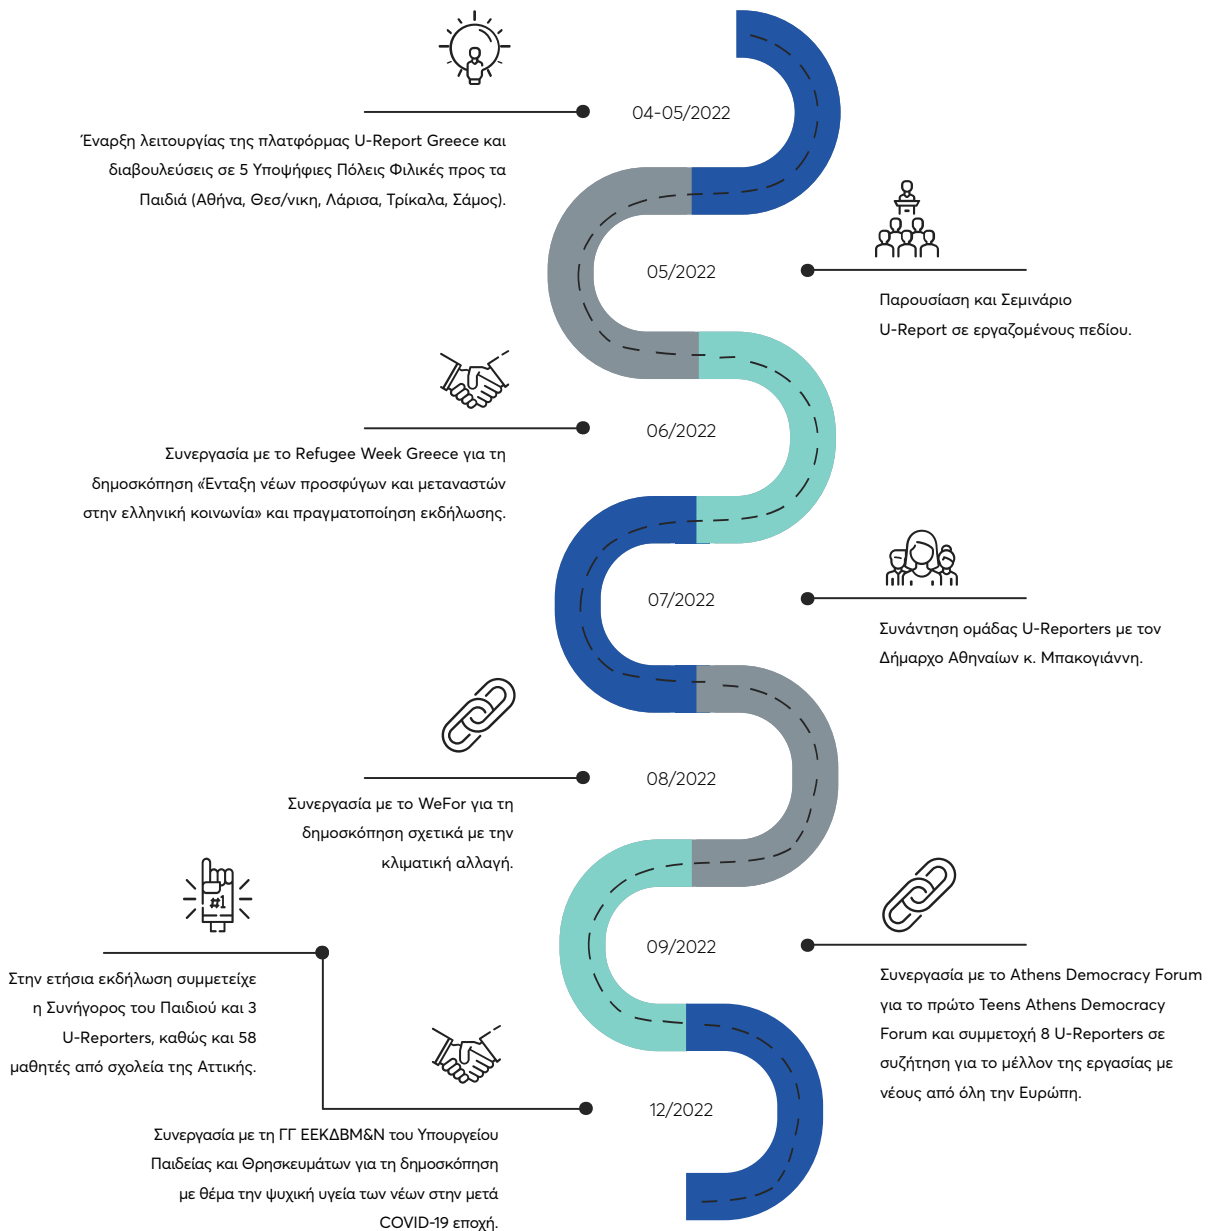 04-05/2022
Έναρξη λειτουργίας της πλατφόρμας U-Report Greece και
διαβουλεύσεις σε 5 Υποψήφιες Πόλεις Φιλικές προς τα
Παιδιά (Αθήνα, Θεσ/νικη, Λάρισα, Τρίκαλα, Σάμος).
05/2022
Παρουσίαση και Σεμινάριο
U-Report σε εργαζομένους πεδίου.
06/2022
Συνεργασία με το Refugee Week Greece για τη
δημοσκόπηση «Ένταξη νέων προσφύγων και μεταναστών
στην ελληνική κοινωνία» και πραγματοποίηση εκδήλωσης.
07/2022
Συνάντηση ομάδας U-Reporters με τον
Δήμαρχο Αθηναίων κ. Μπακογιάννη.
08/2022
Συνεργασία με το WeFor για τη
δημοσκόπηση σχετικά με την
κλιματική αλλαγή.
09/2022
Συνεργασία με το Athens Democracy Forum
για το πρώτο Teens Athens Democracy
Forum και συμμετοχή 8 U-Reporters σε
συζήτηση για το μέλλον της εργασίας με
νέους από όλη την Ευρώπη.
#1
Στην ετήσια εκδήλωση συμμετείχε
η Συνήγορος του Παιδιού και 3
U-Reporters, καθώς και 58
μαθητές από σχολεία της Αττικής.
12/2022
Συνεργασία με τη ΓΓ ΕΕΚΔΒΜ&Ν του Υπουργείου
Παιδείας και Θρησκευμάτων για τη δημοσκόπηση
με θέμα την ψυχική υγεία των νέων στην μετά
COVID-19 εποχή.